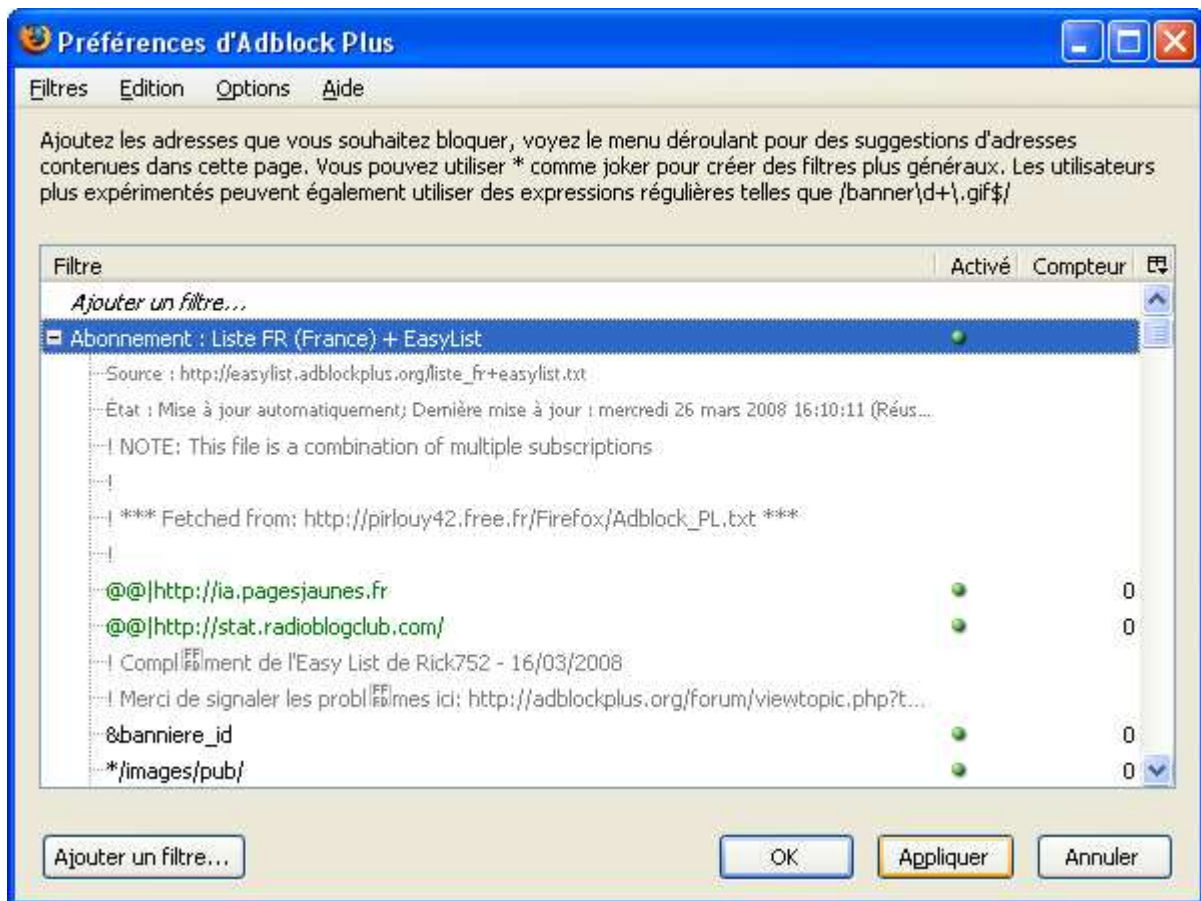 Préférences d'Adblock Plus
Filtres Edition Options Aide
Ajoutez les adresses que vous souhaitez bloquer, voyez le menu déroulant pour des suggestions d'adresses
contenues dans cette page. Vous pouvez utiliser * comme joker pour créer des filtres plus généraux. Les utilisateurs
plus expérimentés peuvent également utiliser des expressions régulières telles que /banner\d+\.gif$/
Filtre Activé Compteur
Ajouter un filtre...
Abonnement : Liste FR (France) + EasyList
Source : http://easylist.adblockplus.org/liste_fr+easylist.txt
État : Mise à jour automatiquement; Dernière mise à jour : mercredi 26 mars 2008 16:10:11 (Réus...
! NOTE: This file is a combination of multiple subscriptions
!
! *** Fetched from: http://pirlouy42.free.fr/Firefox/Adblock_PL.txt ***
!
@@|http://ia.pagesjaunes.fr 0
@@|http://stat.radioblogclub.com/ 0
! Compl�ment de l'Easy List de Rick752 - 16/03/2008
! Merci de signaler les probl�mes ici: http://adblockplus.org/forum/viewtopic.php?t...
&banniere_id 0
*/images/pub/ 0
Ajouter un filtre... OK Appliquer Annuler